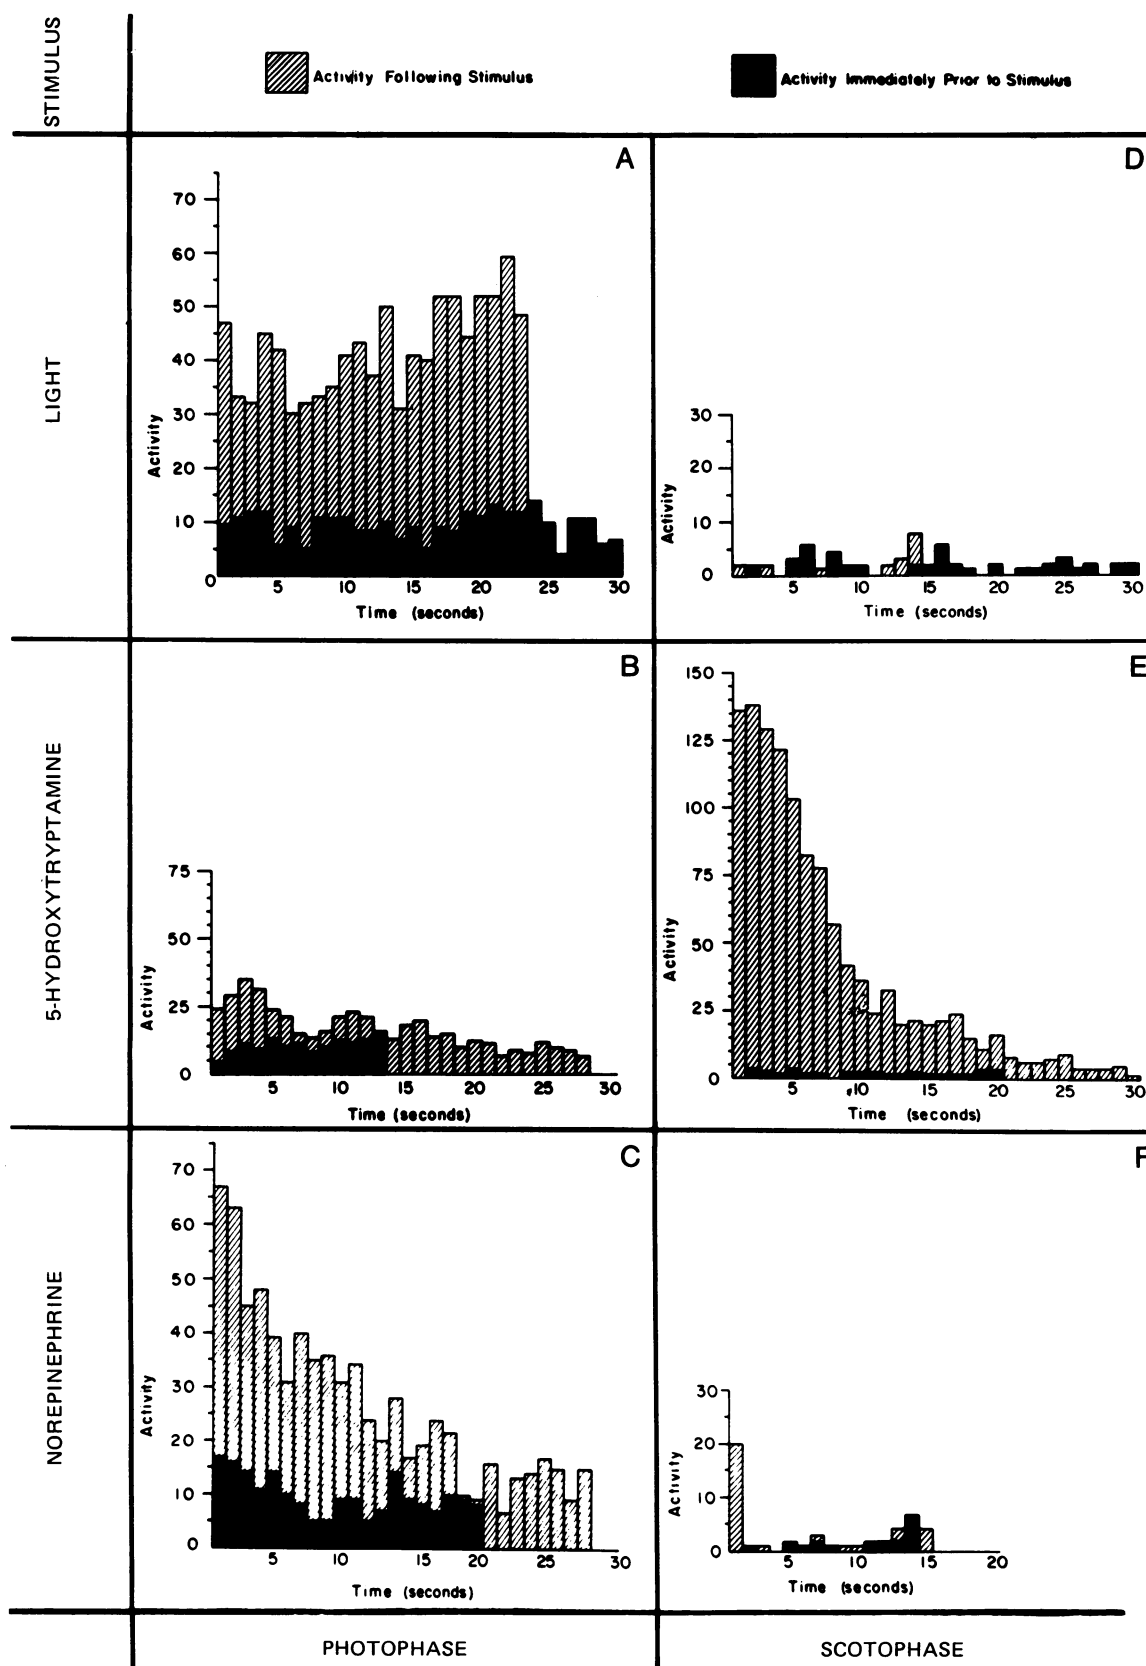 STIMULUS
Activity Following Stimulus
Activity Immediately Prior to Stimulus
LIGHT
A
70
60
50
40
30
20
10
0
Activity
5 10 15 20 25 30
Time (seconds)
D
30
20
10
0
Activity
5 10 15 20 25 30
Time (seconds)
5-HYDROXYTRYPTAMINE
B
75
50
25
0
Activity
5 10 15 20 25 30
Time (seconds)
E
150
125
100
75
50
25
0
Activity
5 10 15 20 25 30
Time (seconds)
NOREPINEPHRINE
C
70
60
50
40
30
20
10
0
Activity
5 10 15 20 25 30
Time (seconds)
F
30
20
10
0
Activity
5 10 15 20
Time (seconds)
PHOTOPHASE
SCOTOPHASE